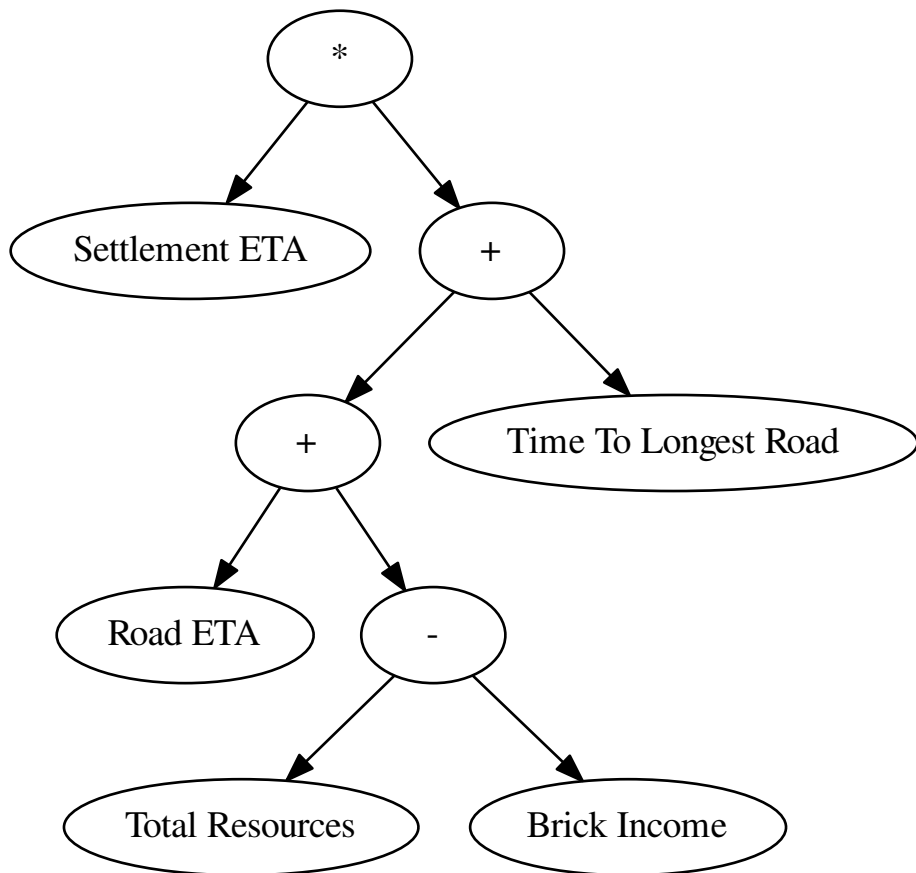 *
Settlement ETA
+
+
Time To Longest Road
Road ETA
-
Total Resources
Brick Income